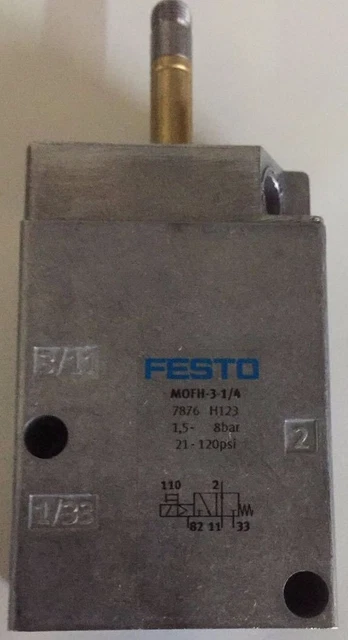 3/11
FESTO
MOFH-3-1/4
7876 H123
1,5- 8bar
21-120psi
2
1/33
110 2
82 11 33